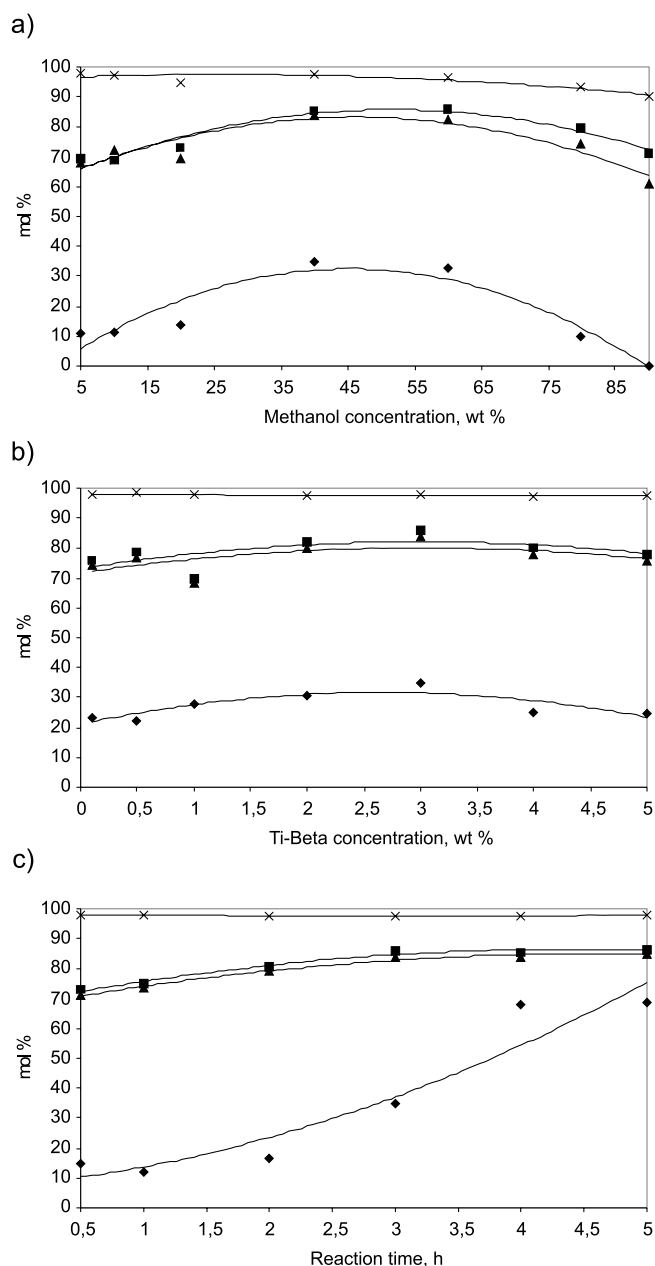 a)
100
90
80
70
60
50
40
30
20
10
0
mol %
5 15 25 35 45 55 65 75 85
Methanol concentration, wt %
b)
100
90
80
70
60
50
40
30
20
10
0
mol %
0 0,5 1 1,5 2 2,5 3 3,5 4 4,5 5
Ti-Beta concentration, wt %
c)
100
90
80
70
60
50
40
30
20
10
0
mol %
0,5 1 1,5 2 2,5 3 3,5 4 4,5 5
Reaction time, h